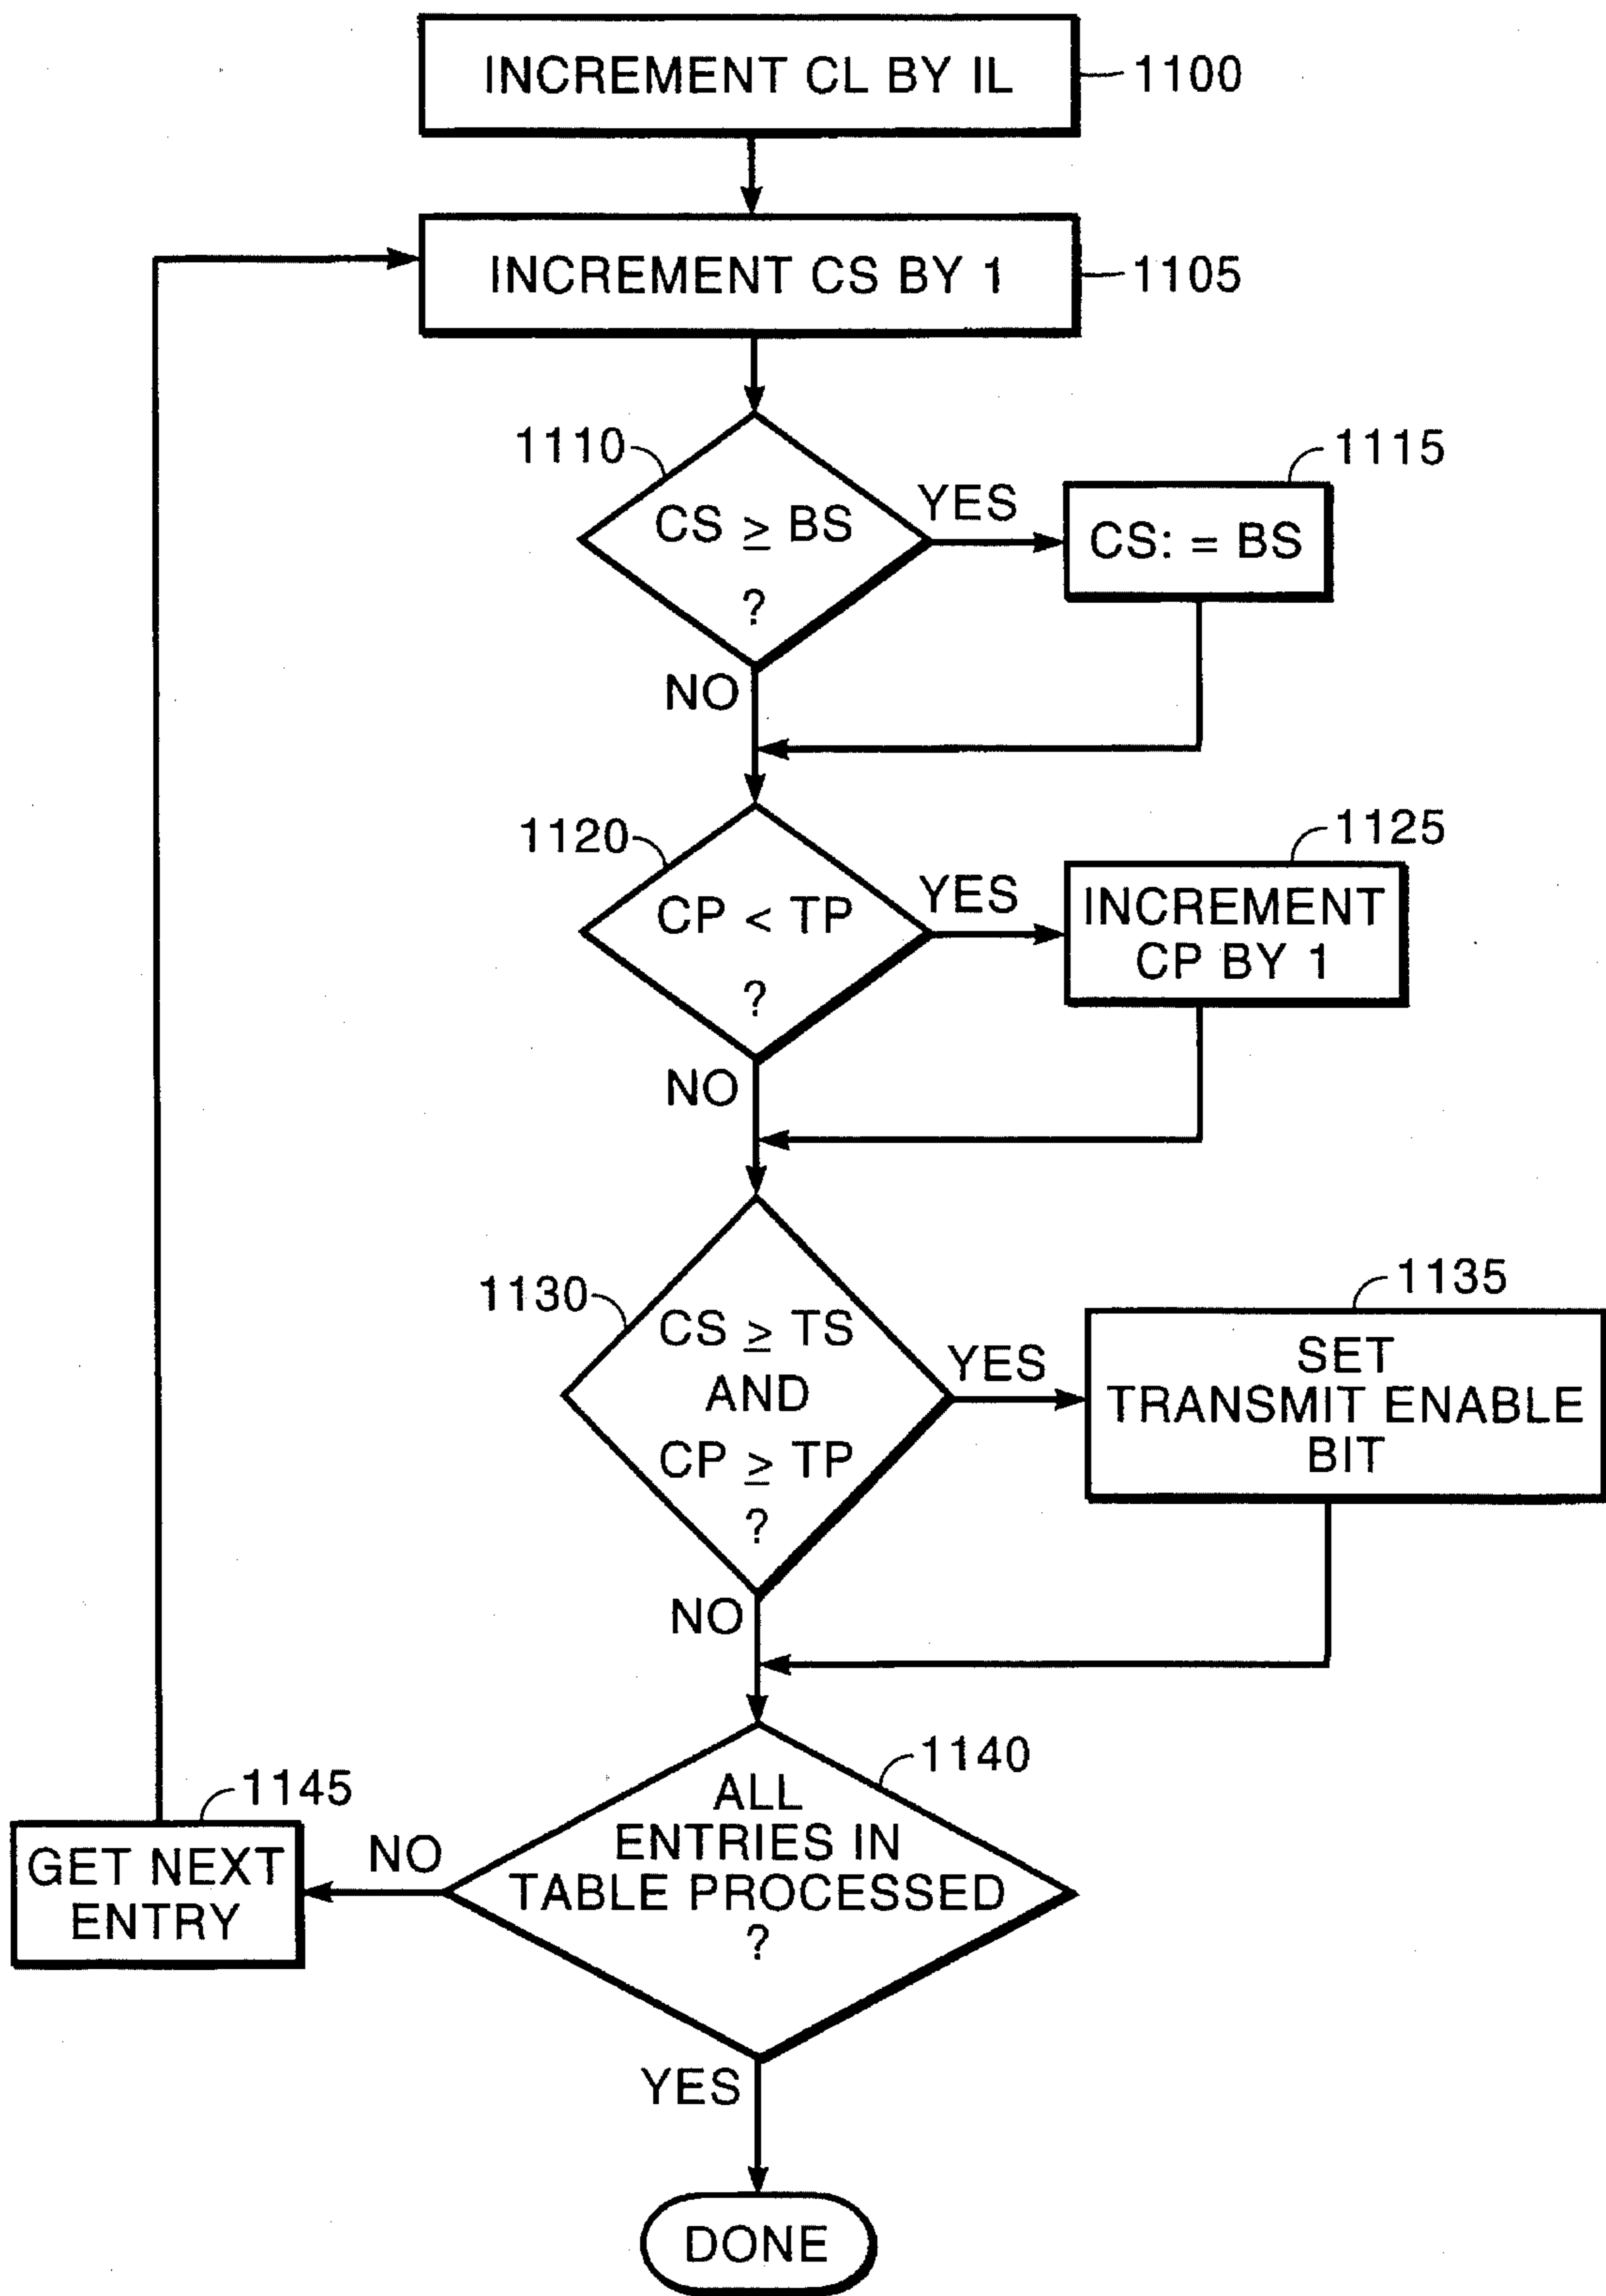 INCREMENT CL BY IL
1100
INCREMENT CS BY 1
1105
1110
CS ≥ BS
?
YES
1115
CS: = BS
NO
1120
CP < TP
?
YES
1125
INCREMENT
CP BY 1
NO
1130
CS ≥ TS
AND
CP ≥ TP
?
YES
1135
SET
TRANSMIT ENABLE
BIT
NO
1140
ALL
ENTRIES IN
TABLE PROCESSED
?
NO
1145
GET NEXT
ENTRY
YES
DONE